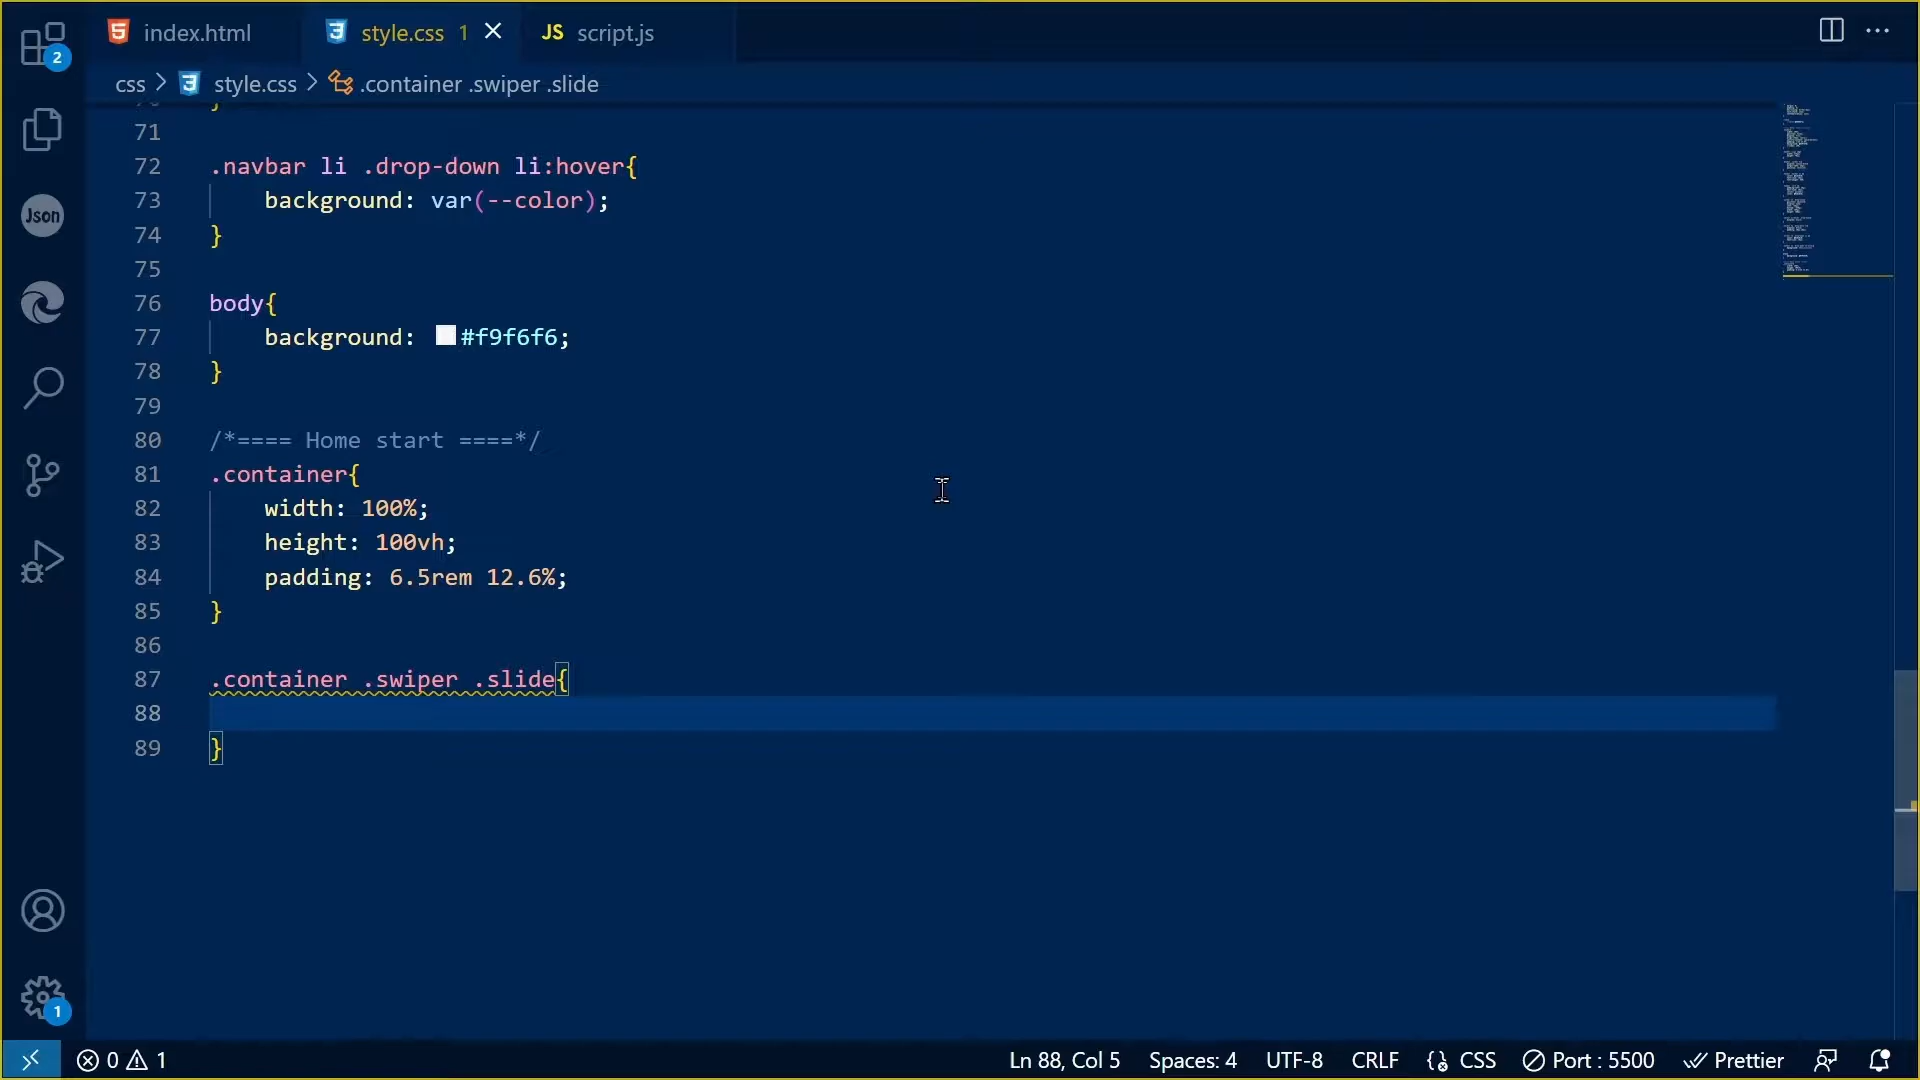 index.html
style.css 1
JS script.js
css > style.css > .container .swiper .slide
71
72 .navbar li .drop-down li:hover{
73 background: var(--color);
74 }
75
76 body{
77 background: #f9f6f6;
78 }
79
80 /*==== Home start ====*/
81 .container{
82 width: 100%;
83 height: 100vh;
84 padding: 6.5rem 12.6%;
85 }
86
87 .container .swiper .slide{
88
89 }
2
Json
1
0 1
Ln 88, Col 5 Spaces: 4 UTF-8 CRLF CSS Port : 5500 Prettier